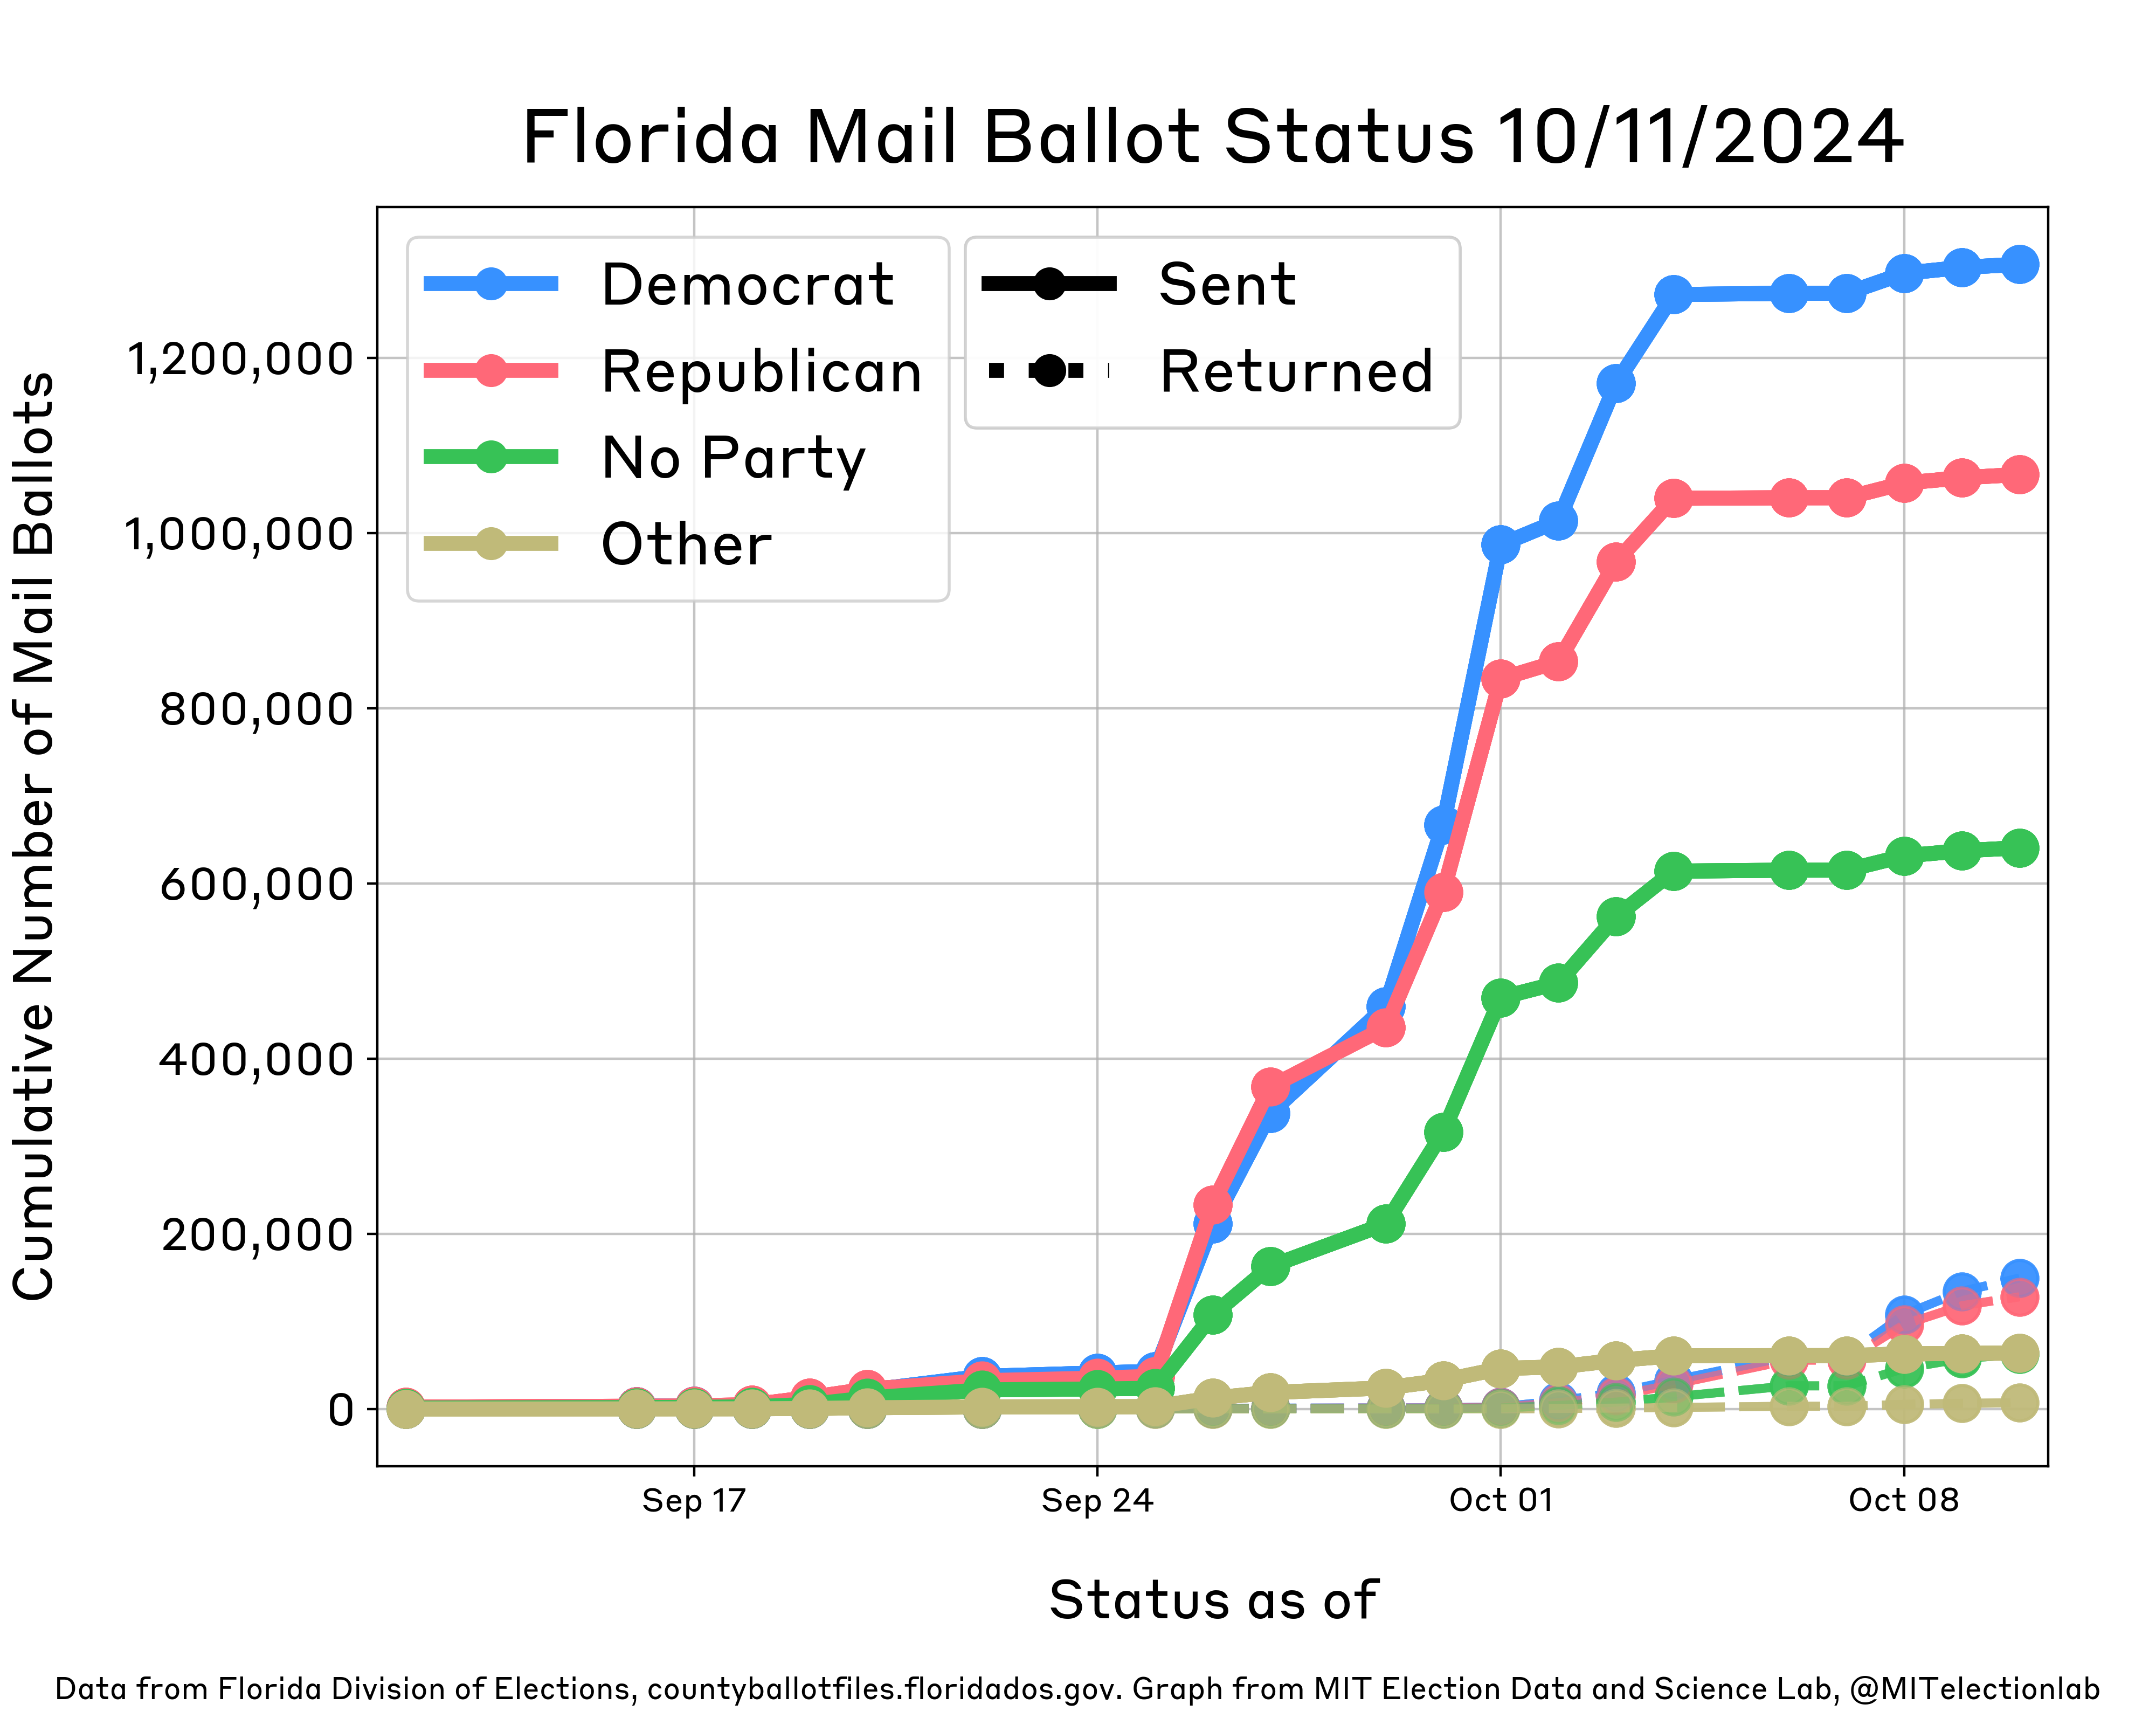 Florida Mail Ballot Status 10/11/2024
Democrat
Republican
No Party
Other
Sent
Returned
Cumulative Number of Mail Ballots
1,200,000
1,000,000
800,000
600,000
400,000
200,000
0
Sep 17
Sep 24
Oct 01
Oct 08
Status as of
Data from Florida Division of Elections, countyballotfiles.floridados.gov. Graph from MIT Election Data and Science Lab, @MITelectionlab